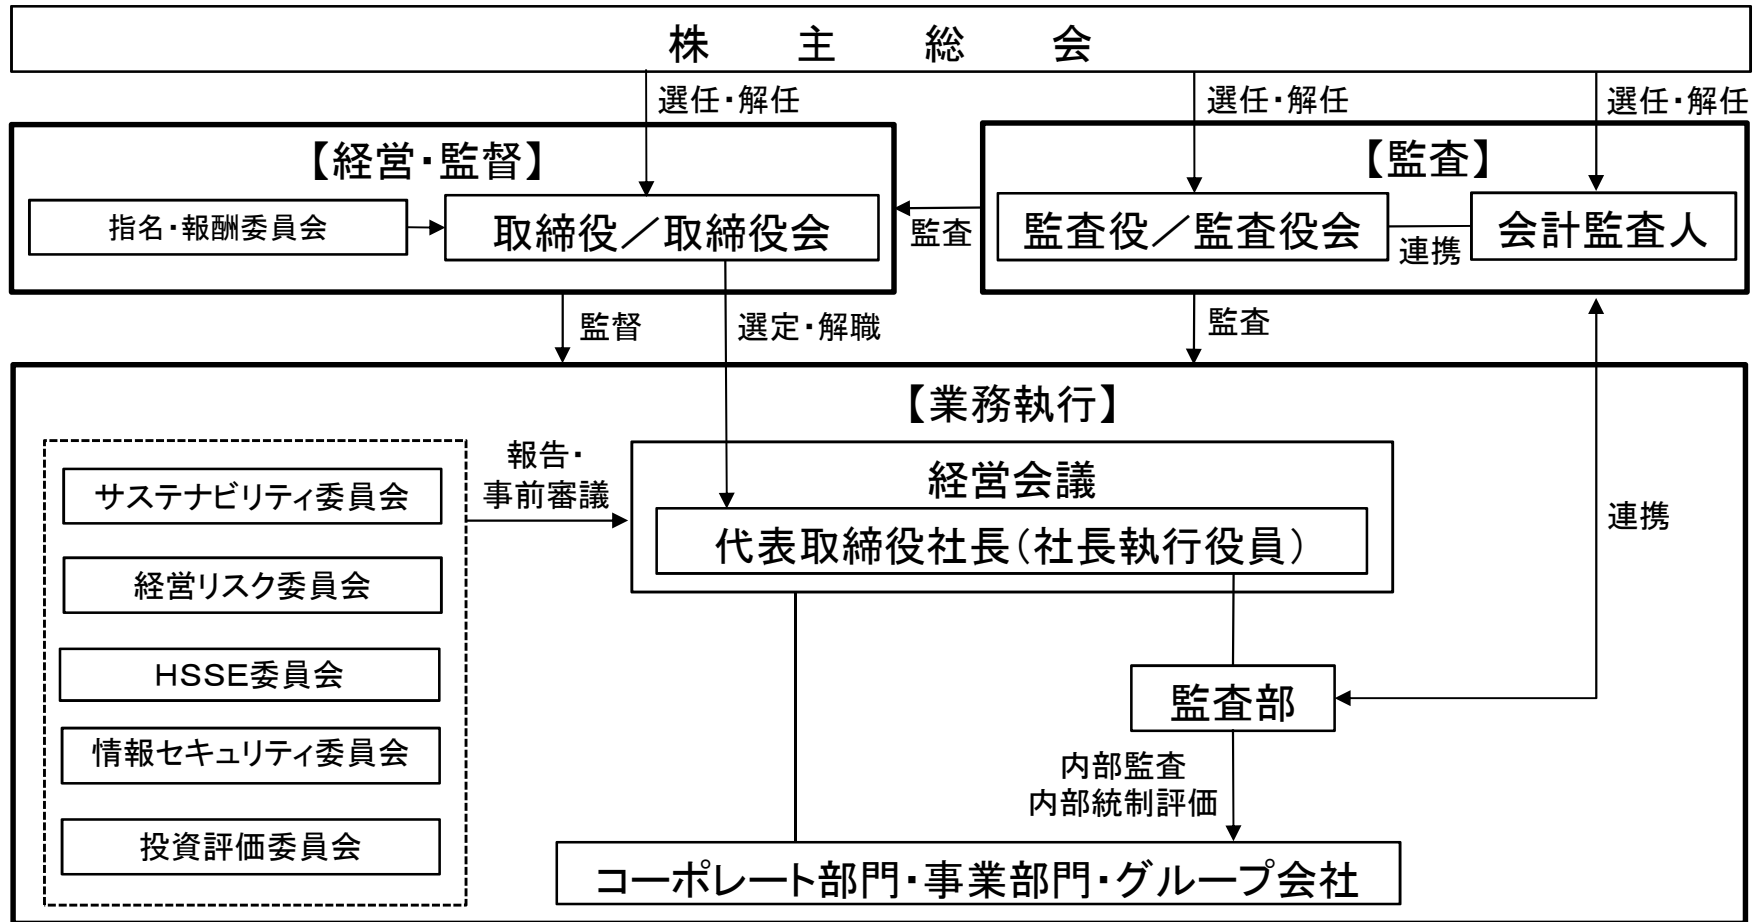 株主総会
選任・解任
選任・解任
選任・解任
【経営・監督】
指名・報酬委員会
取締役／取締役会
監査
【監査】
監査役／監査役会
連携
会計監査人
監督
選定・解職
監査
【業務執行】
サステナビリティ委員会
経営リスク委員会
HSSE委員会
情報セキュリティ委員会
投資評価委員会
報告・
事前審議
経営会議
代表取締役社長（社長執行役員）
連携
監査部
内部監査
内部統制評価
コーポレート部門・事業部門・グループ会社